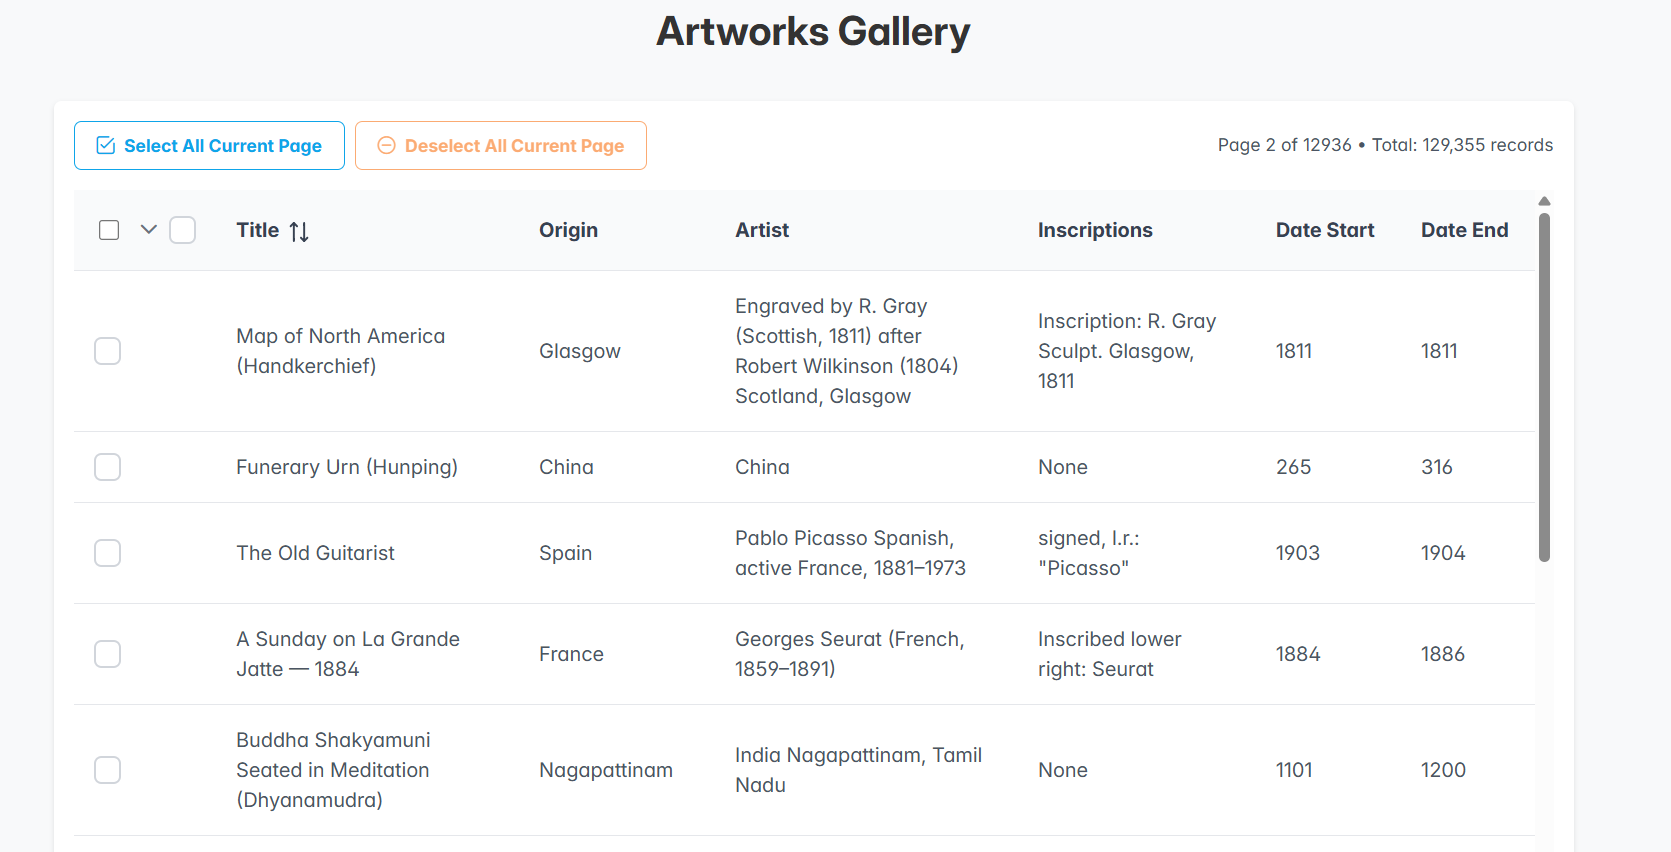 Artworks Gallery
Select All Current Page
Deselect All Current Page
Page 2 of 12936 • Total: 129,355 records
Title
Origin
Artist
Inscriptions
Date Start
Date End
Map of North America
(Handkerchief)
Glasgow
Engraved by R. Gray
(Scottish, 1811) after
Robert Wilkinson (1804)
Scotland, Glasgow
Inscription: R. Gray
Sculpt. Glasgow,
1811
1811
1811
Funerary Urn (Hunping)
China
China
None
265
316
The Old Guitarist
Spain
Pablo Picasso Spanish,
active France, 1881–1973
signed, l.r.:
"Picasso"
1903
1904
A Sunday on La Grande
Jatte — 1884
France
Georges Seurat (French,
1859–1891)
Inscribed lower
right: Seurat
1884
1886
Buddha Shakyamuni
Seated in Meditation
(Dhyanamudra)
Nagapattinam
India Nagapattinam, Tamil
Nadu
None
1101
1200